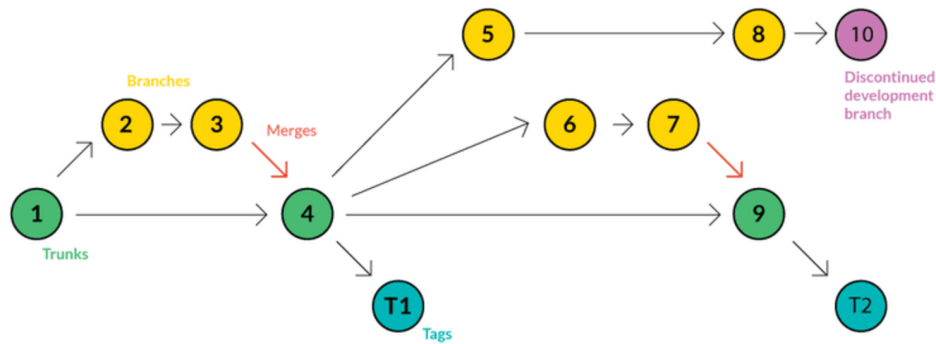 5
8
10
Branches
Discontinued
development
branch
2
3
Merges
6
7
1
4
9
Trunks
T1
T2
Tags